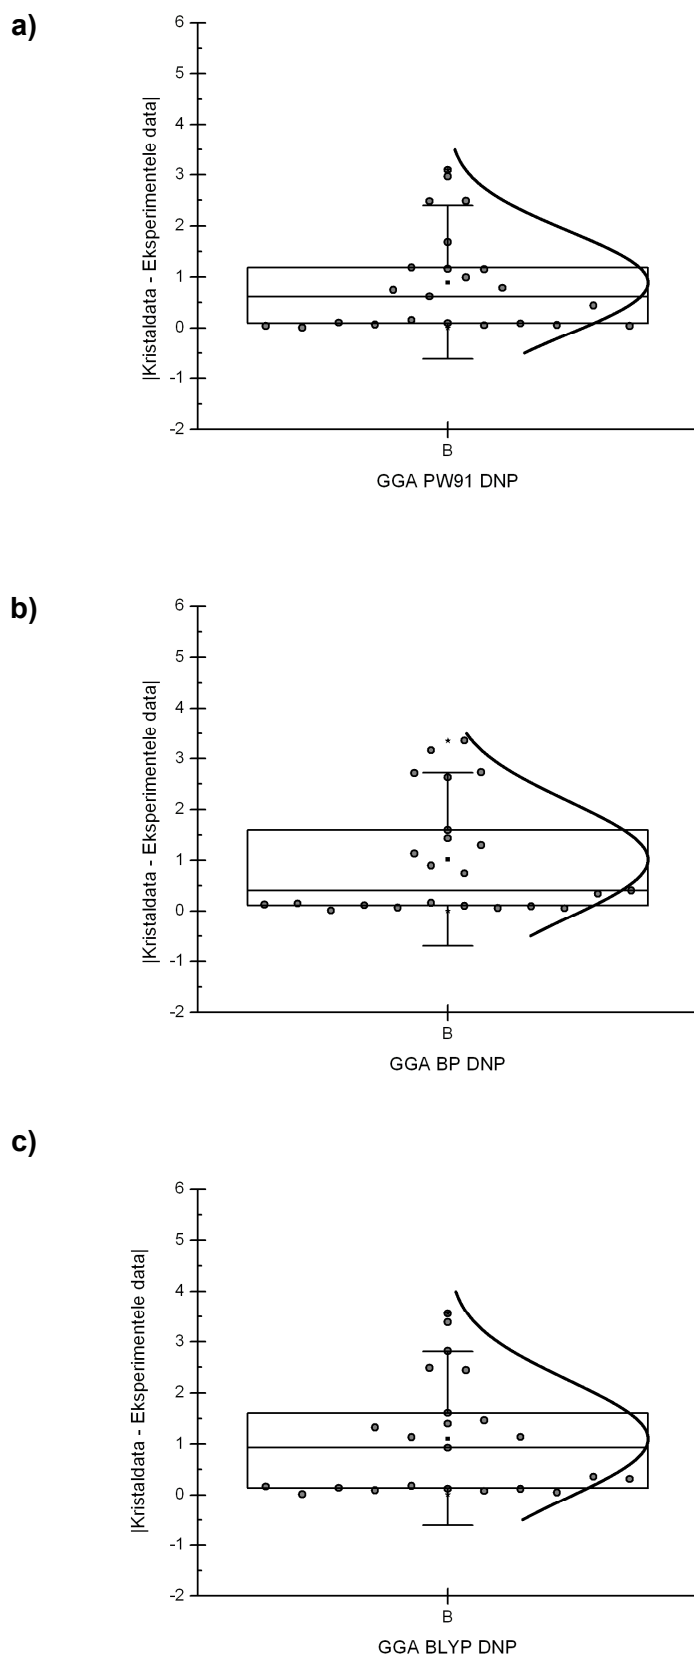 a)
6
5
4
3
2
1
0
-1
-2
|Kristaldata - Eksperimentele data|
B
GGA PW91 DNP
b)
6
5
4
3
2
1
0
-1
-2
|Kristaldata - Eksperimentele data|
B
GGA BP DNP
c)
6
5
4
3
2
1
0
-1
-2
|Kristaldata - Eksperimentele data|
B
GGA BLYP DNP